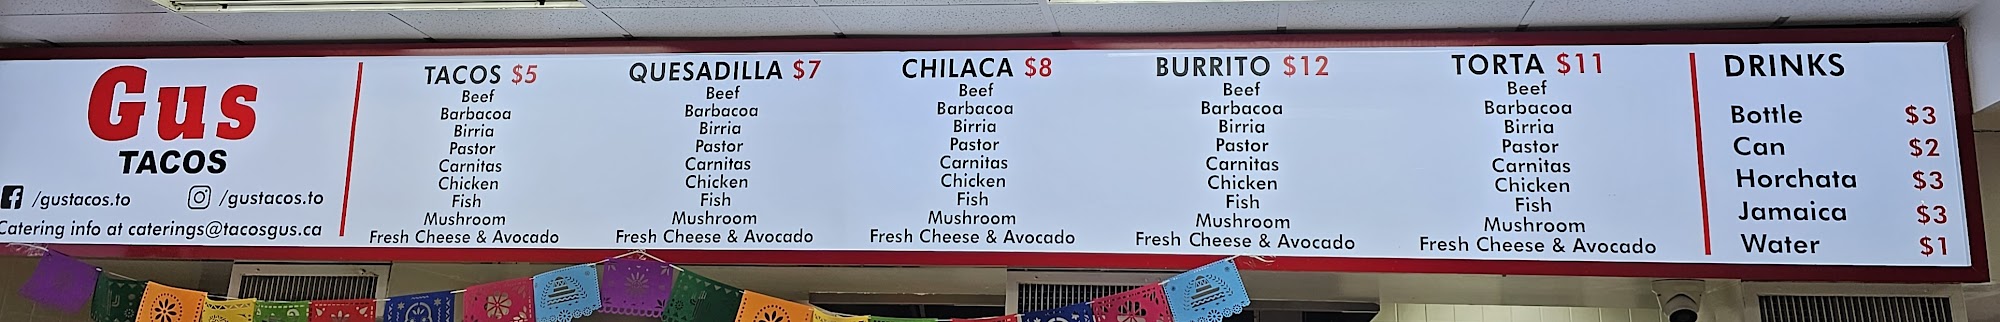 Gus
TACOS
/gustacos.to
/gustacos.to
Catering info at caterings@tacosgus.ca
TACOS $5
Beef
Barbacoa
Birria
Pastor
Carnitas
Chicken
Fish
Mushroom
Fresh Cheese & Avocado
QUESADILLA $7
Beef
Barbacoa
Birria
Pastor
Carnitas
Chicken
Fish
Mushroom
Fresh Cheese & Avocado
CHILACA $8
Beef
Barbacoa
Birria
Pastor
Carnitas
Chicken
Fish
Mushroom
Fresh Cheese & Avocado
BURRITO $12
Beef
Barbacoa
Birria
Pastor
Carnitas
Chicken
Fish
Mushroom
Fresh Cheese & Avocado
TORTA $11
Beef
Barbacoa
Birria
Pastor
Carnitas
Chicken
Fish
Mushroom
Fresh Cheese & Avocado
DRINKS
Bottle $3
Can $2
Horchata $3
Jamaica $3
Water $1